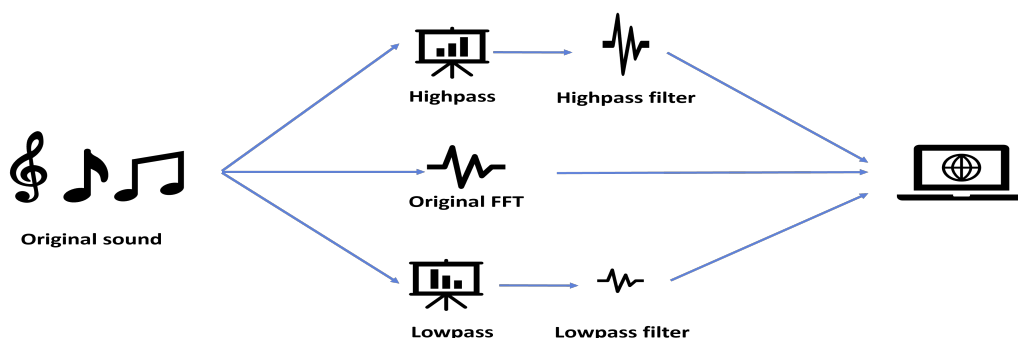 Highpass
Highpass filter
Original FFT
Original sound
Lowpass
Lowpass filter